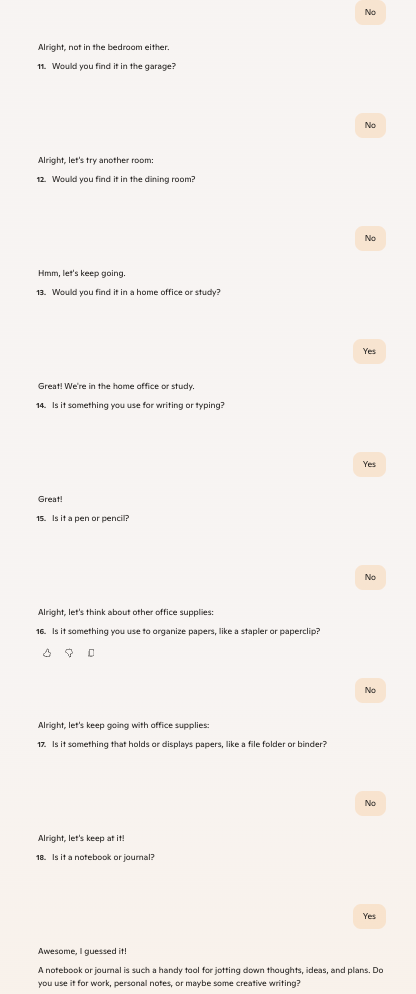 No
Alright, not in the bedroom either.
11. Would you find it in the garage?
No
Alright, let's try another room:
12. Would you find it in the dining room?
No
Hmm, let's keep going.
13. Would you find it in a home office or study?
Yes
Great! We're in the home office or study.
14. Is it something you use for writing or typing?
Yes
Great!
15. Is it a pen or pencil?
No
Alright, let's think about other office supplies:
16. Is it something you use to organize papers, like a stapler or paperclip?
No
Alright, let's keep going with office supplies:
17. Is it something that holds or displays papers, like a file folder or binder?
No
Alright, let's keep at it!
18. Is it a notebook or journal?
Yes
Awesome, I guessed it!
A notebook or journal is such a handy tool for jotting down thoughts, ideas, and plans. Do
you use it for work, personal notes, or maybe some creative writing?